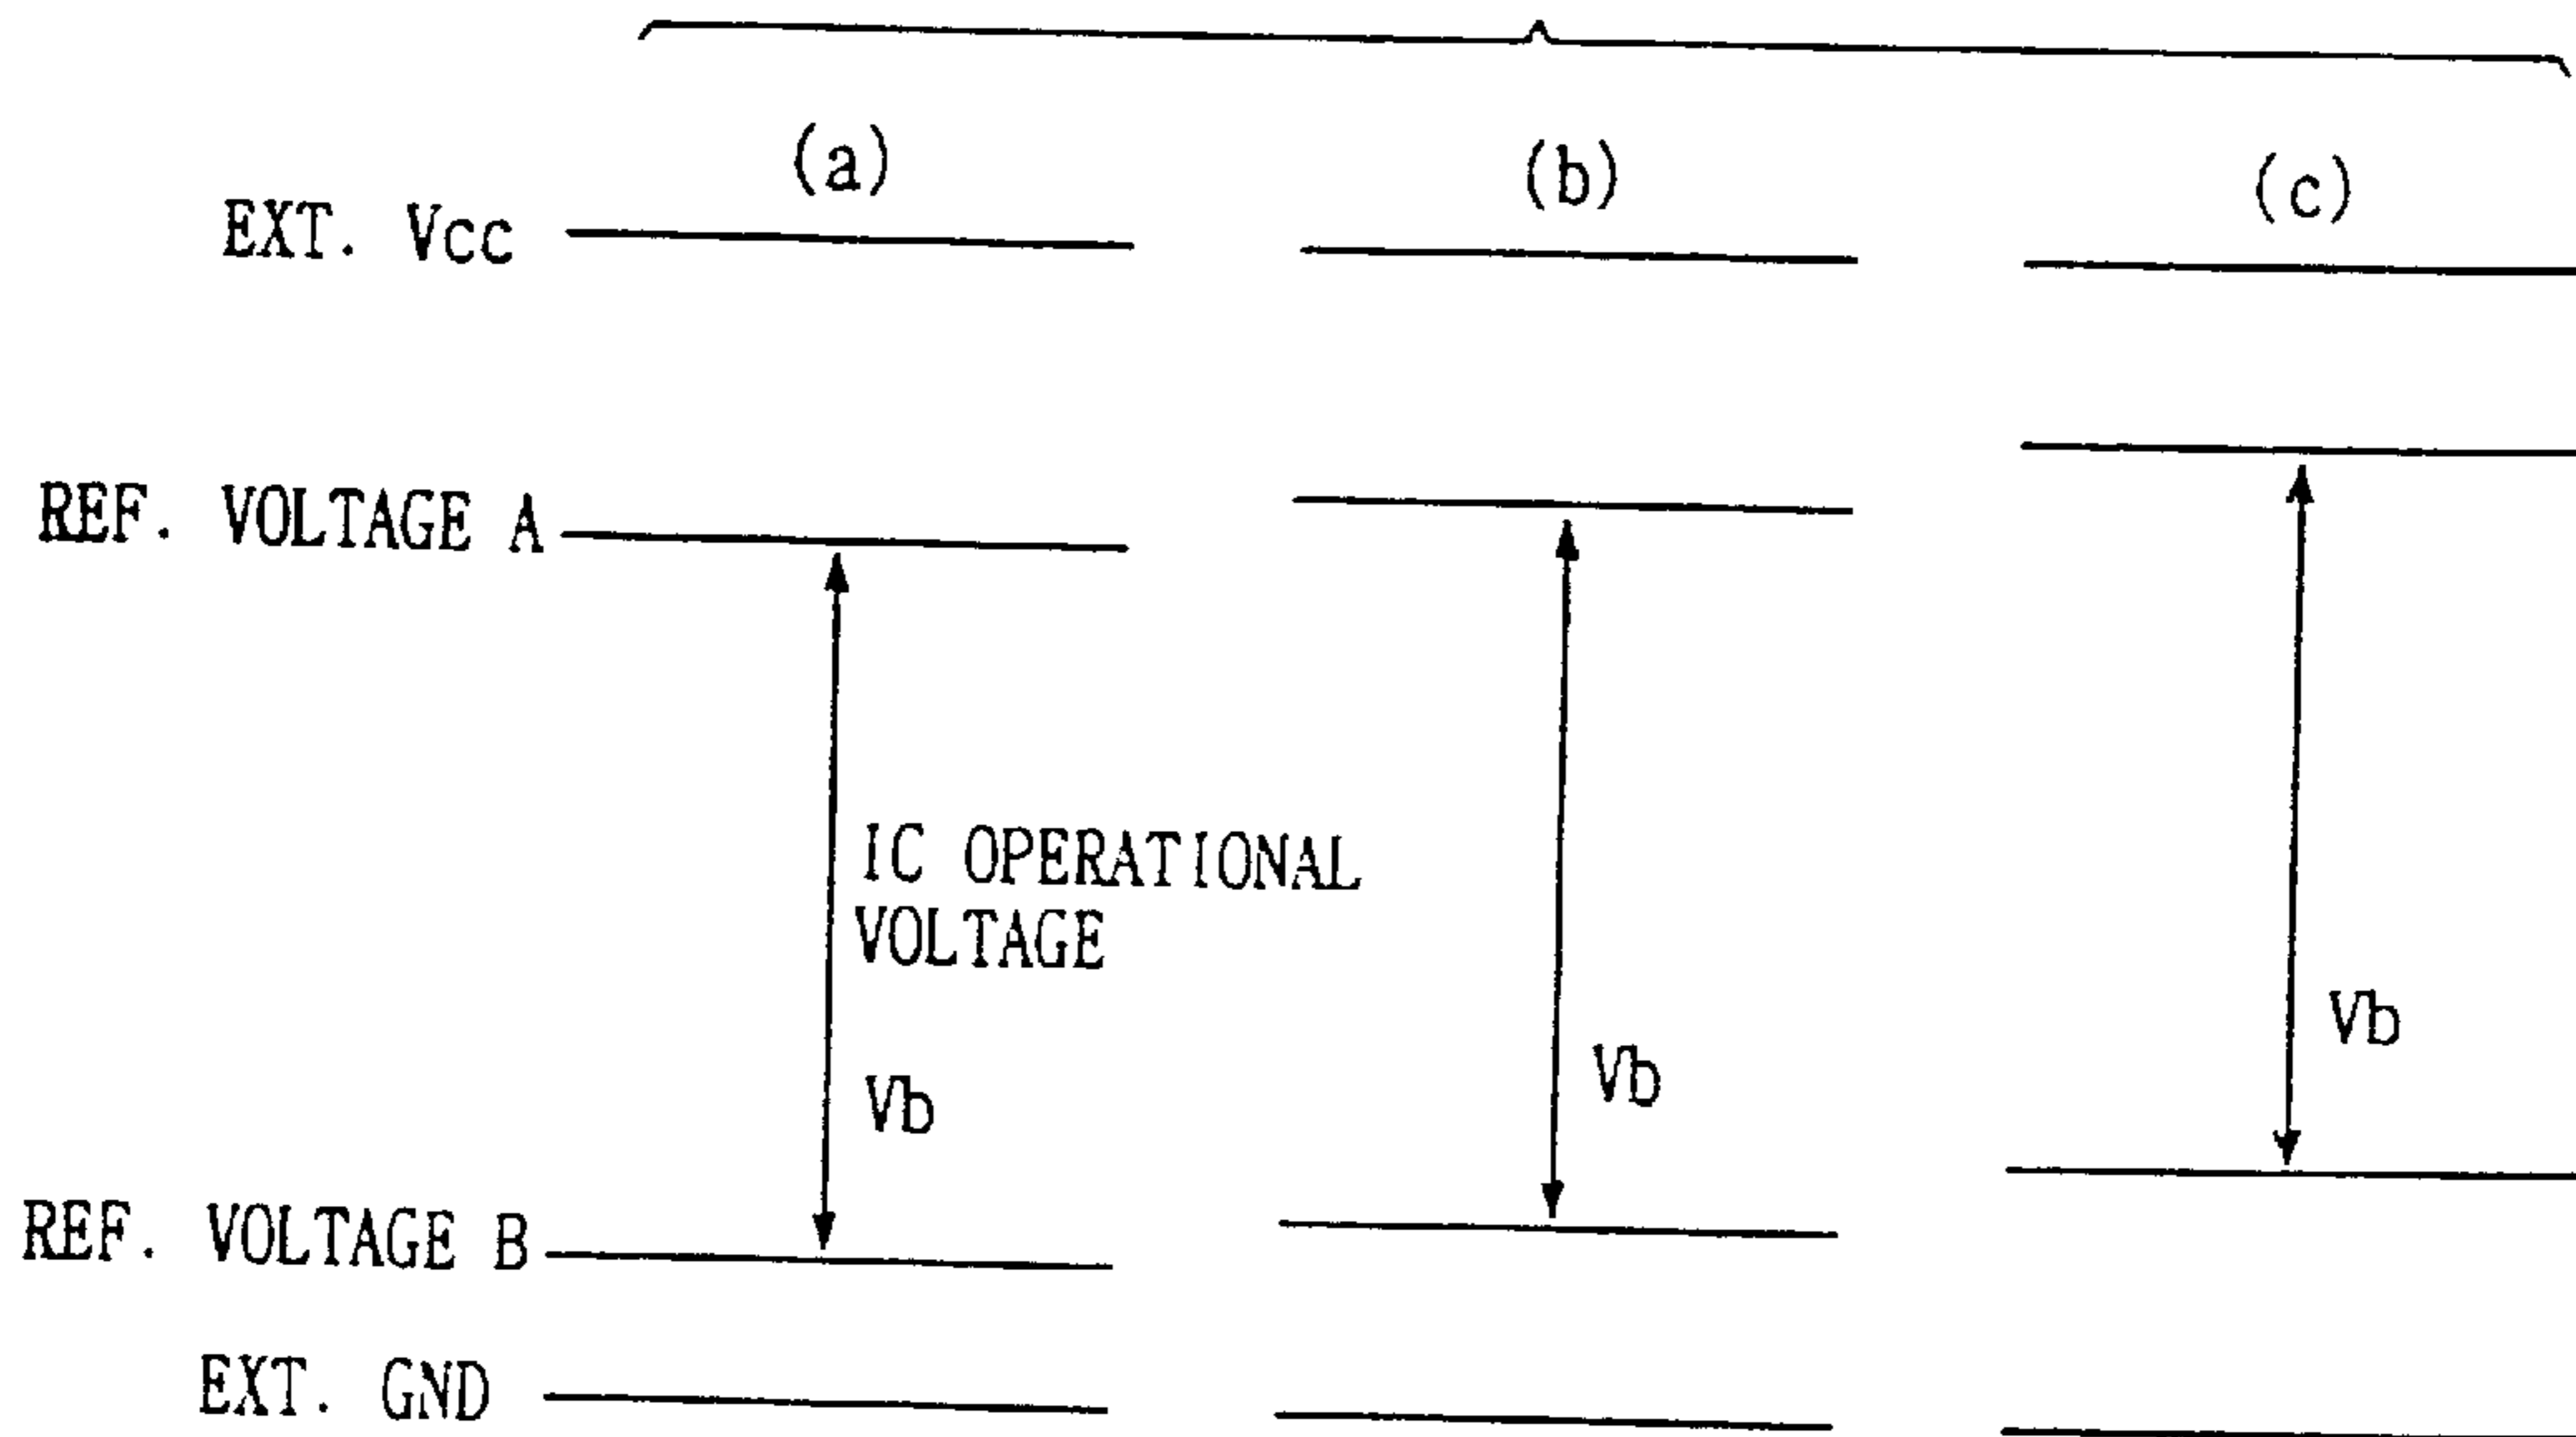 (a)
(b)
(c)
EXT. Vcc
REF. VOLTAGE A
IC OPERATIONAL
VOLTAGE
Vb
Vb
Vb
REF. VOLTAGE B
EXT. GND